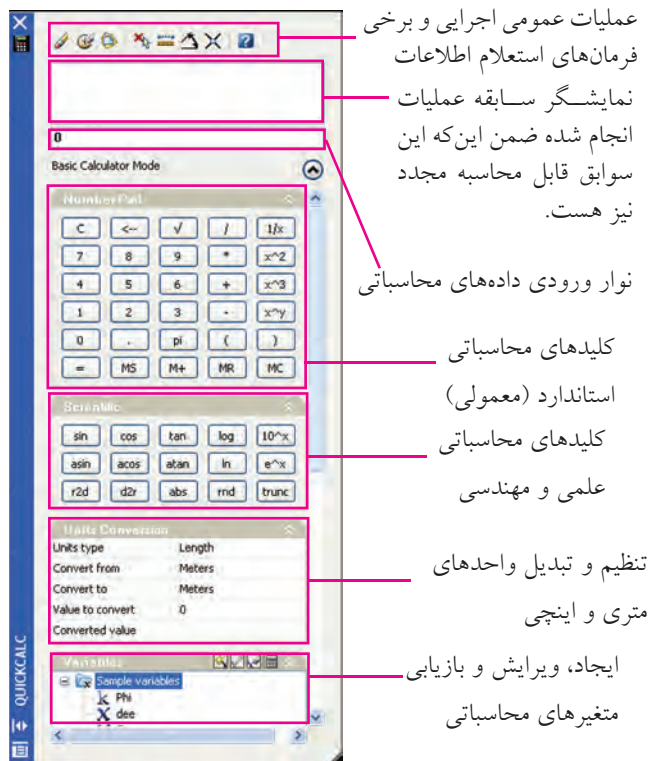 عملیات عمومی اجرایی و برخی
فرمان‌های استعلام اطلاعات
نمایشگر سابقه عملیات
انجام شده ضمن این‌که این
سوابق قابل محاسبه مجدد
نیز هست.
نوار ورودی داده‌های محاسباتی
کلیدهای محاسباتی
استاندارد (معمولی)
کلیدهای محاسباتی
علمی و مهندسی
تنظیم و تبدیل واحدهای
متری و اینچی
ایجاد، ویرایش و بازیابی
متغیرهای محاسباتی
0
Basic Calculator Mode
Number Pad
C <-- √ / 1/x
7 8 9 * x^2
4 5 6 + x^3
1 2 3 - x^y
0 . pi ( )
= MS M+ MR MC
Scientific
sin cos tan log 10^x
asin acos atan ln e^x
r2d d2r abs rnd trunc
Units Conversion
Units type Length
Convert from Meters
Convert to Meters
Value to convert 0
Converted value
Variables
Sample variables
k Phi
X dee
QUICKCALC